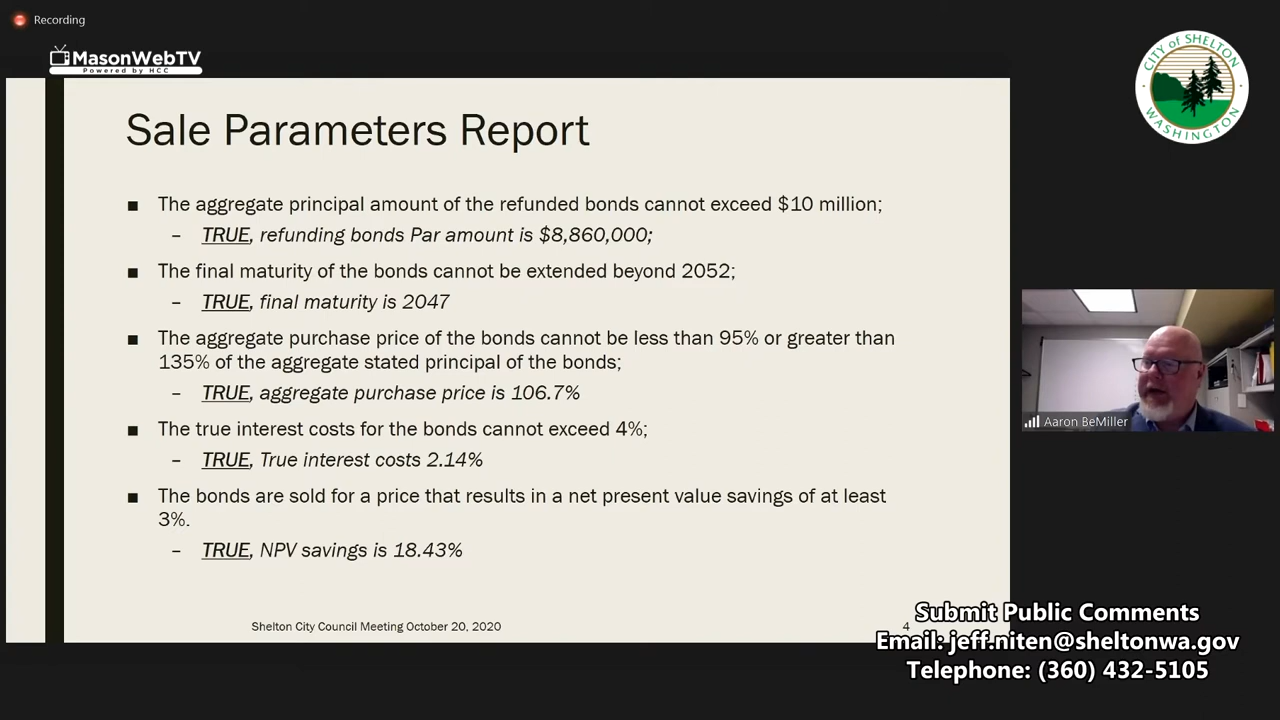 Recording
MasonWebTV
Powered by HCC
CITY OF SHELTON
WASHINGTON
Sale Parameters Report
■ The aggregate principal amount of the refunded bonds cannot exceed $10 million;
– TRUE, refunding bonds Par amount is $8,860,000;
■ The final maturity of the bonds cannot be extended beyond 2052;
– TRUE, final maturity is 2047
■ The aggregate purchase price of the bonds cannot be less than 95% or greater than
135% of the aggregate stated principal of the bonds;
– TRUE, aggregate purchase price is 106.7%
■ The true interest costs for the bonds cannot exceed 4%;
– TRUE, True interest costs 2.14%
■ The bonds are sold for a price that results in a net present value savings of at least
3%.
– TRUE, NPV savings is 18.43%
Shelton City Council Meeting October 20, 2020
4
Aaron BeMiller
Submit Public Comments
Email: jeff.niten@sheltonwa.gov
Telephone: (360) 432-5105